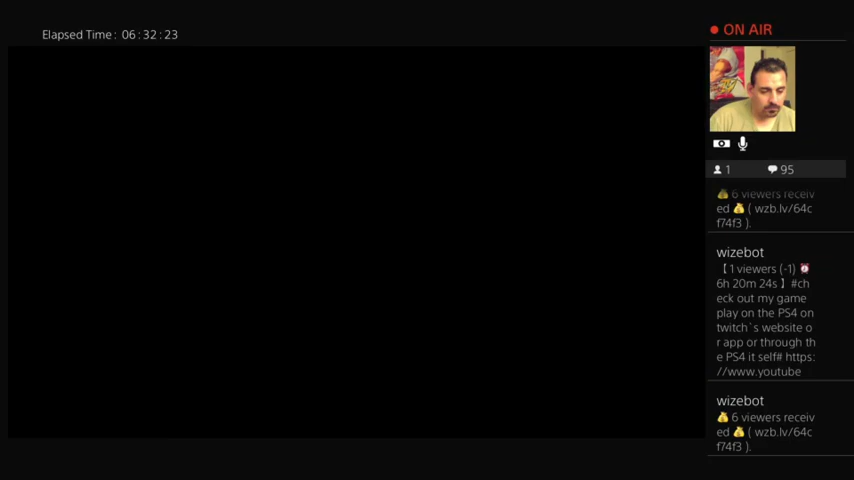 Elapsed Time: 06:32:23
ON AIR
1 95
💰 6 viewers receiv
ed 💰 ( wzb.lv/64c
f74f3 ).
wizebot
【 1 viewers (-1) ⏰
6h 20m 24s 】#ch
eck out my game
play on the PS4 on
twitch`s website o
r app or through th
e PS4 it self# https:
//www.youtube
wizebot
💰 6 viewers receiv
ed 💰 ( wzb.lv/64c
f74f3 ).